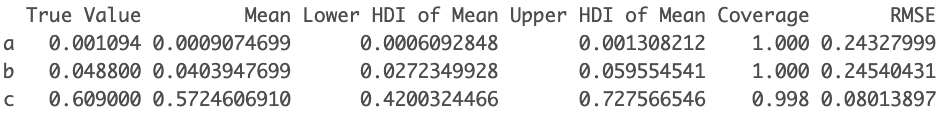 True Value Mean Lower HDI of Mean Upper HDI of Mean Coverage RMSE
a 0.001094 0.0009074699 0.0006092848 0.001308212 1.000 0.24327999
b 0.048800 0.0403947699 0.0272349928 0.059554541 1.000 0.24540431
c 0.609000 0.5724606910 0.4200324466 0.727566546 0.998 0.08013897